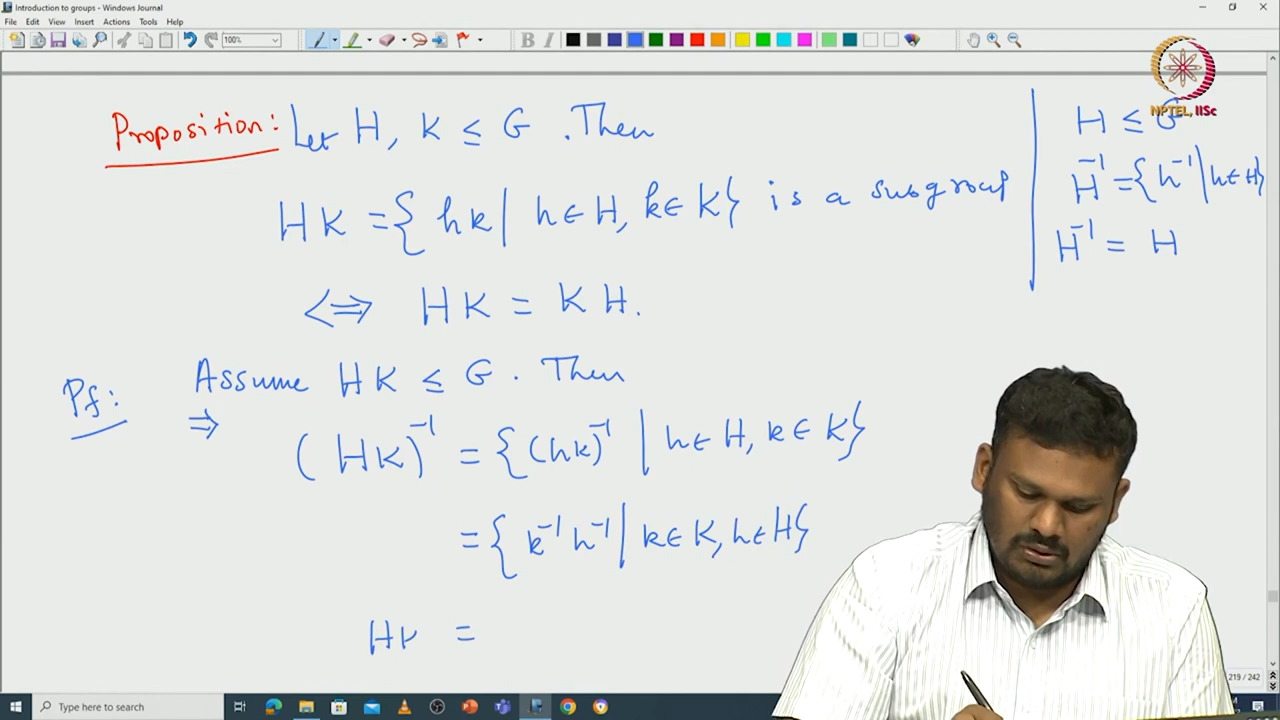 Introduction to groups - Windows Journal
File Edit View Insert Actions Tools Help
100%
B I
NPTEL, IISc
Proposition: Let H, K ≤ G. Then
HK = { hk | h ∈ H, k ∈ K } is a subgroup
⟺ HK = KH.
H ≤ G
H⁻¹ = { h⁻¹ | h ∈ H }
H⁻¹ = H
Pf: Assume HK ≤ G. Then
⇒
(HK)⁻¹ = { (hk)⁻¹ | h ∈ H, k ∈ K }
= { k⁻¹ h⁻¹ | k ∈ K, h ∈ H }
HK =
219 / 242
Type here to search